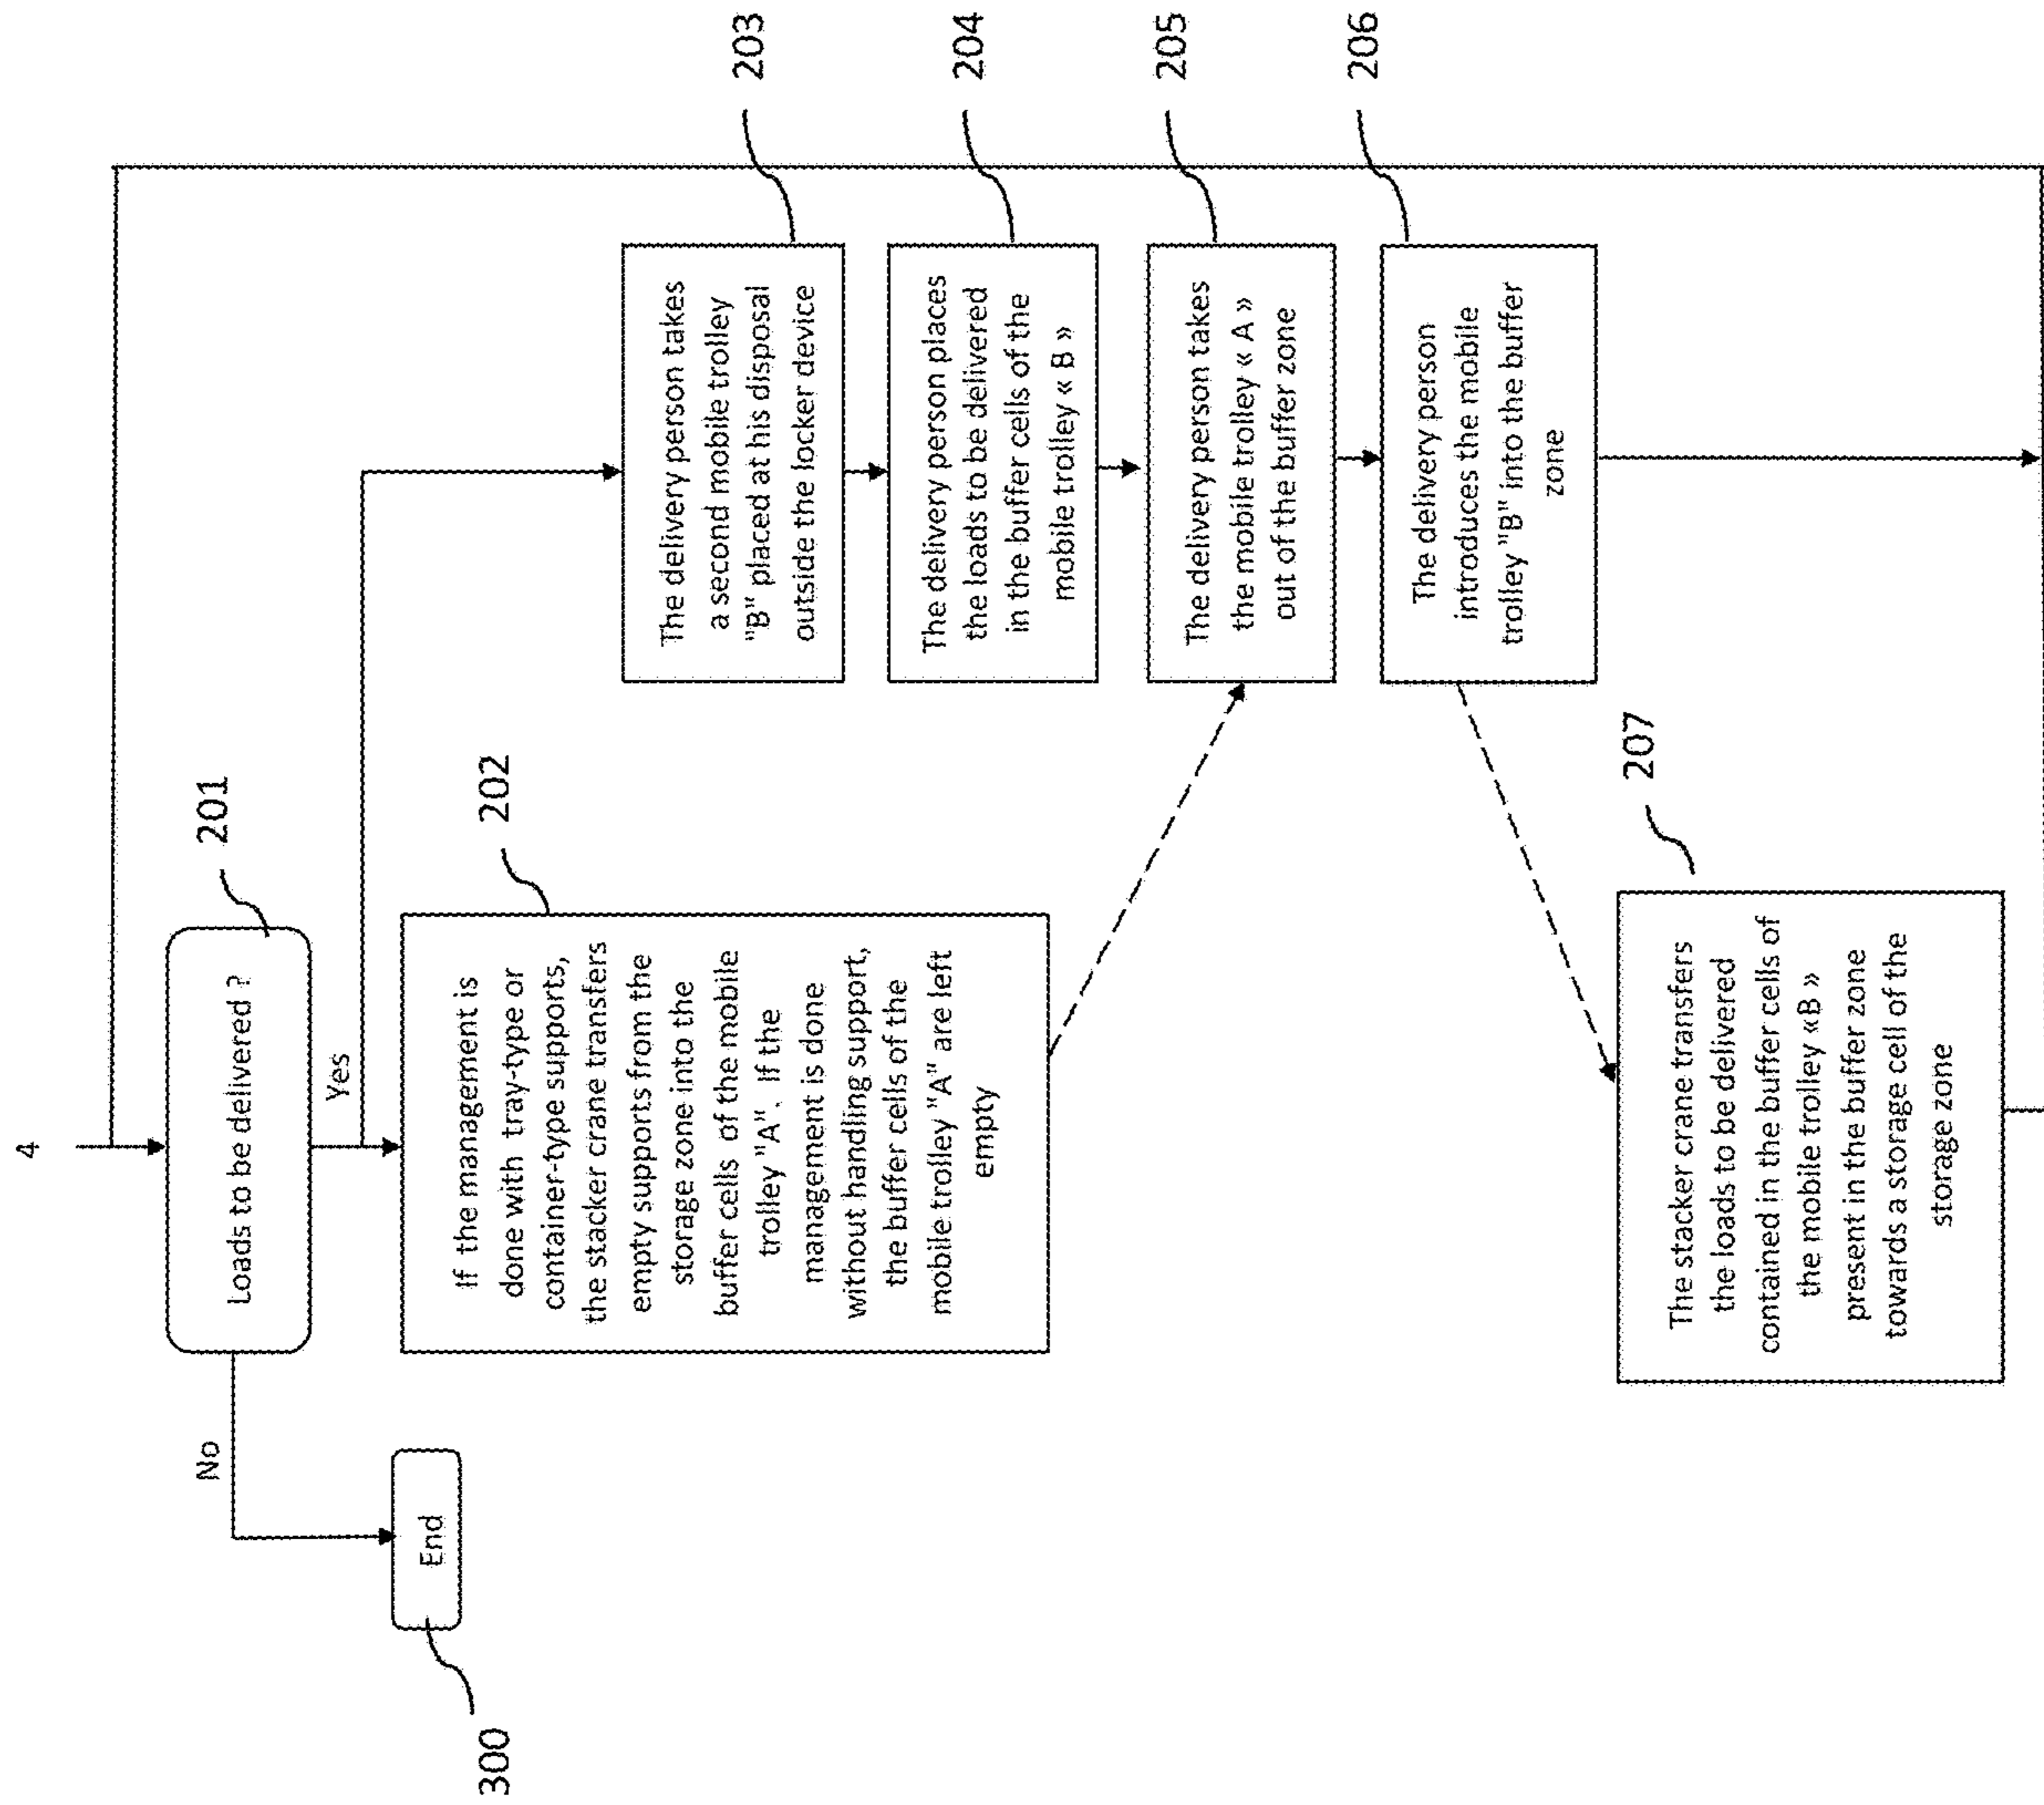 4
Loads to be delivered ?
201
No
Yes
End
300
If the management is
done with tray-type or
container-type supports,
the stacker crane transfers
empty supports from the
storage zone into the
buffer cells of the mobile
trolley "A". If the
management is done
without handling support,
the buffer cells of the
mobile trolley "A" are left
empty
202
The delivery person takes
a second mobile trolley
"B" placed at his disposal
outside the locker device
203
The delivery person places
the loads to be delivered
in the buffer cells of the
mobile trolley « B »
204
The delivery person takes
the mobile trolley « A »
out of the buffer zone
205
The delivery person
introduces the mobile
trolley "B" into the buffer
zone
206
The stacker crane transfers
the loads to be delivered
contained in the buffer cells of
the mobile trolley «B »
present in the buffer zone
towards a storage cell of the
storage zone
207